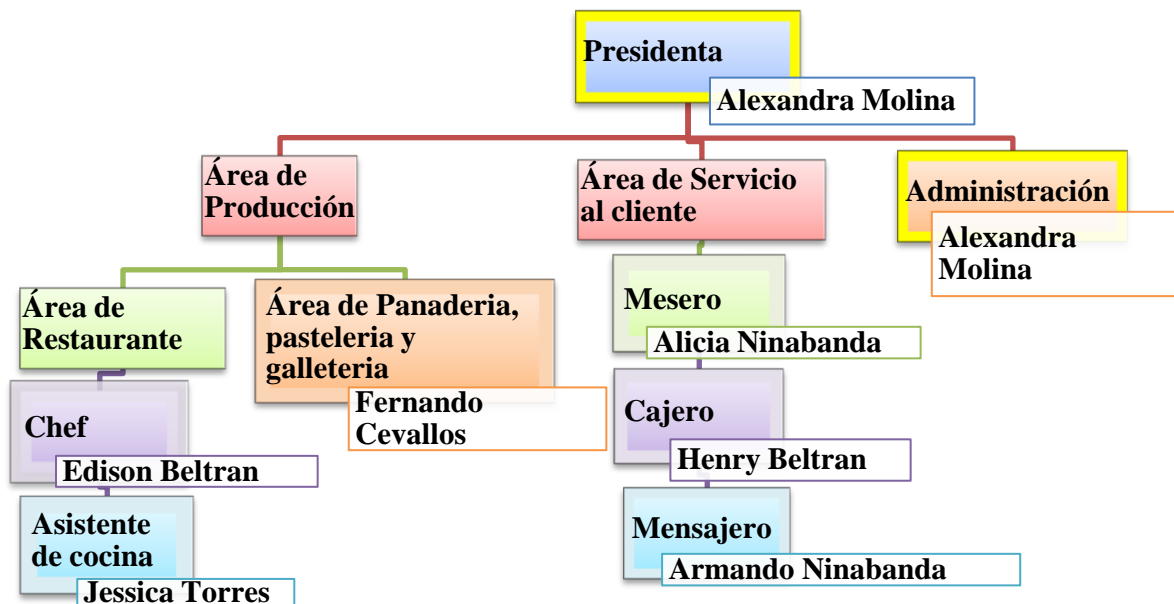 Presidenta
Alexandra Molina
Área de
Producción
Área de Servicio
al cliente
Administración
Alexandra
Molina
Área de
Restaurante
Área de Panaderia,
pasteleria y
galleteria
Fernando
Cevallos
Mesero
Alicia Ninabanda
Chef
Edison Beltran
Cajero
Henry Beltran
Asistente
de cocina
Jessica Torres
Mensajero
Armando Ninabanda